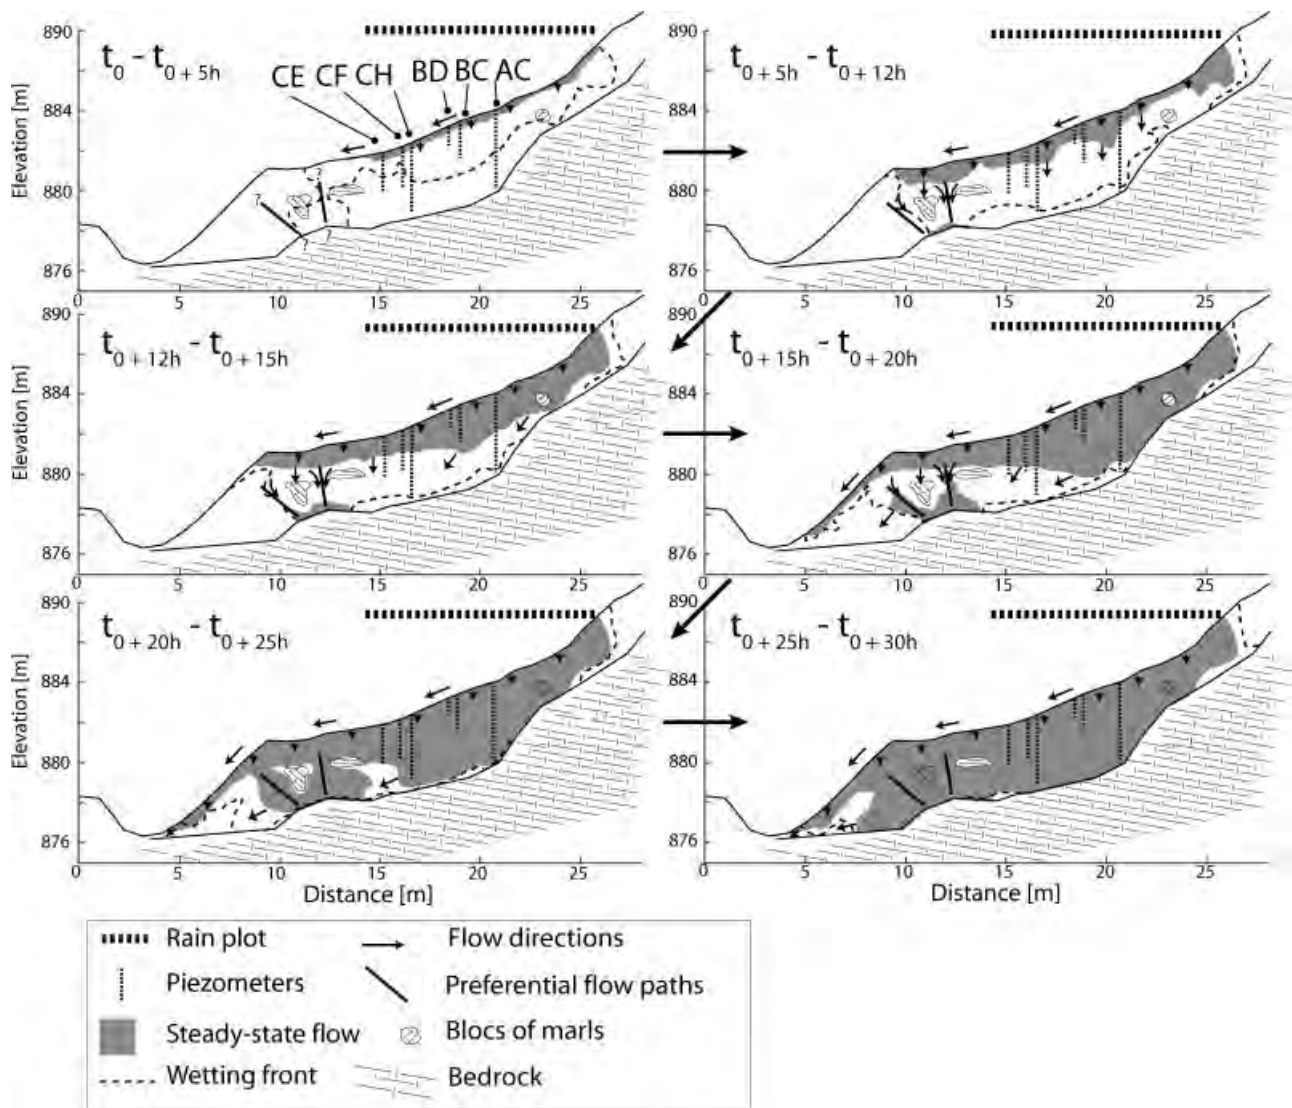 890
t0 - t0+5h
CE CF CH BD BC AC
884
880
876
Elevation [m]
? ? ?
0 5 10 15 20 25
890
t0+5h - t0+12h
884
880
876
0 5 10 15 20 25
890
t0+12h - t0+15h
884
880
876
Elevation [m]
0 5 10 15 20 25
890
t0+15h - t0+20h
884
880
876
0 5 10 15 20 25
890
t0+20h - t0+25h
884
880
876
Elevation [m]
0 5 10 15 20 25
Distance [m]
890
t0+25h - t0+30h
884
880
876
0 5 10 15 20 25
Distance [m]
Rain plot
Flow directions
Piezometers
Preferential flow paths
Steady-state flow
Blocs of marls
Wetting front
Bedrock